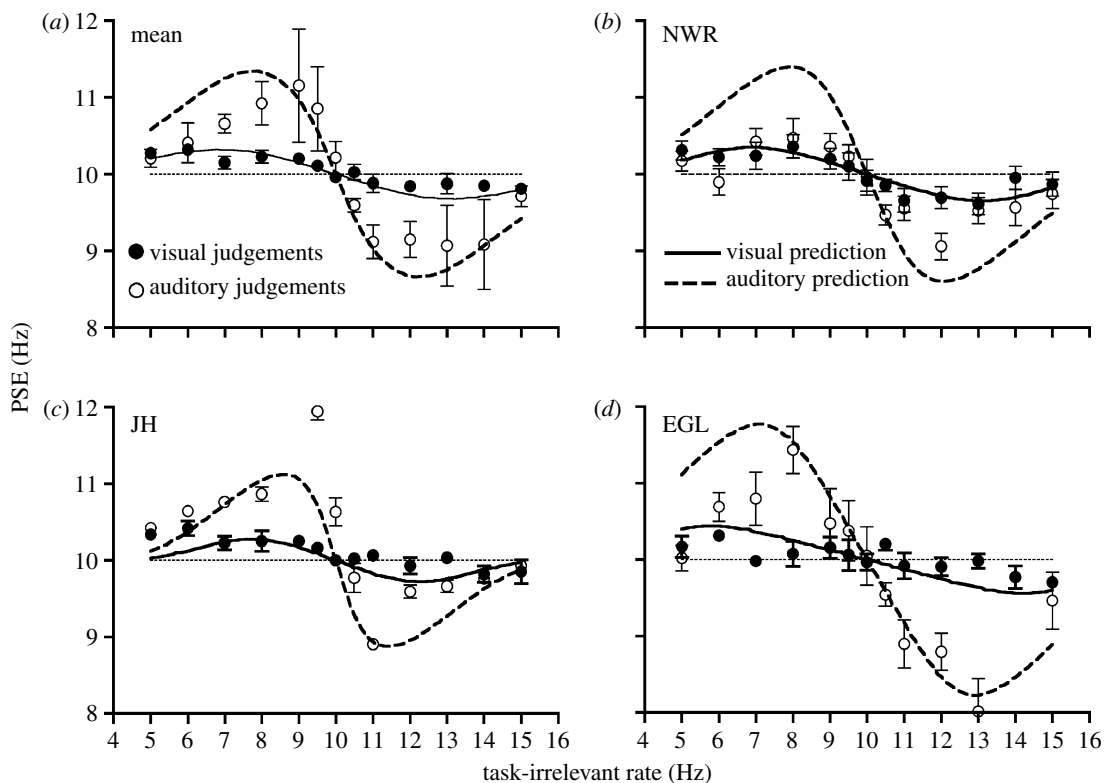 (a) 12
mean
11
10
9
8
visual judgements
auditory judgements
(b)
NWR
visual prediction
auditory prediction
PSE (Hz)
(c) 12
JH
11
10
9
8
4 5 6 7 8 9 10 11 12 13 14 15 16
(d)
EGL
4 5 6 7 8 9 10 11 12 13 14 15 16
task-irrelevant rate (Hz)